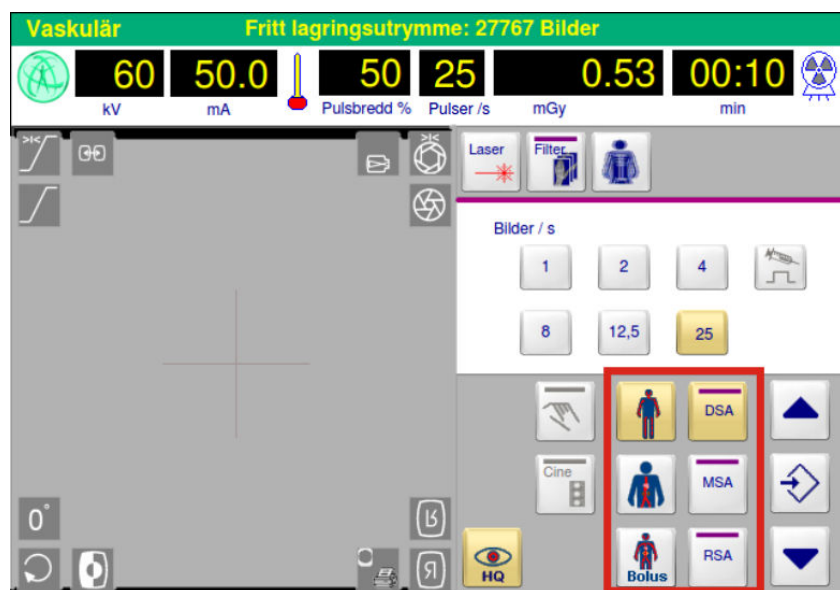 Vaskulär Fritt lagringsutrymme: 27767 Bilder
60 50.0 50 25 0.53 00:10
kV mA Pulsbredd % Pulser /s mGy min
Laser Filter
Bilder / s
1 2 4
8 12,5 25
DSA
Cine MSA
0°
HQ Bolus RSA